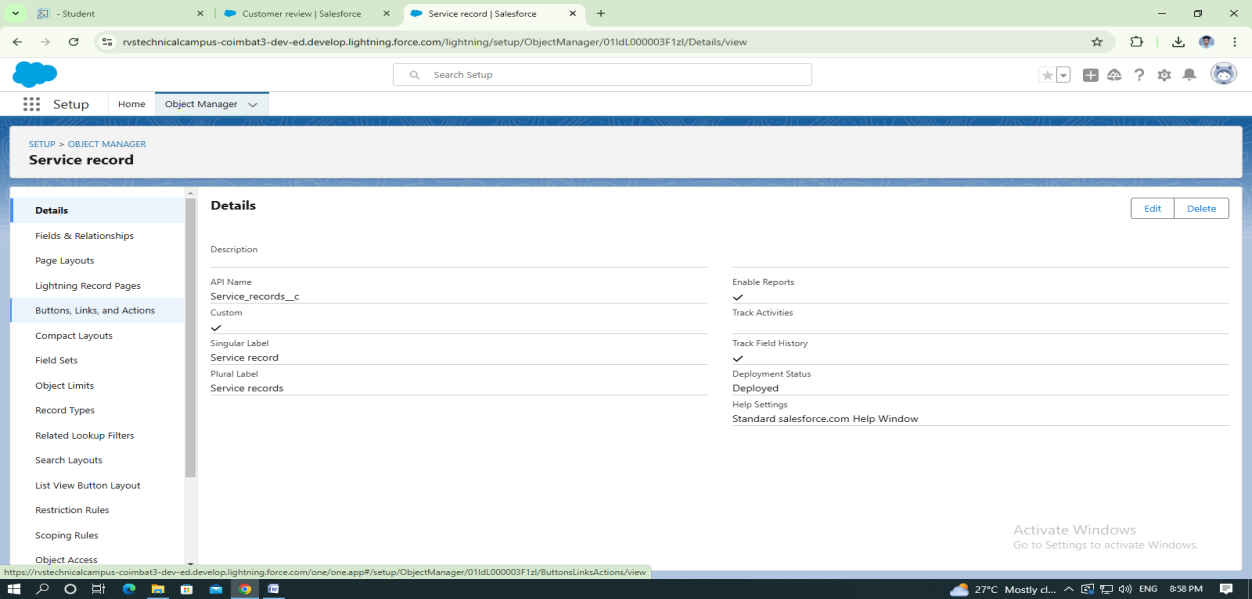 - Student
Customer review | Salesforce
Service record | Salesforce
rvstechnicalcampus-coimbat3-dev-ed.develop.lightning.force.com/lightning/setup/ObjectManager/01IdL000003F1zI/Details/view
Search Setup
Setup Home Object Manager
SETUP > OBJECT MANAGER
Service record
Details
Fields & Relationships
Page Layouts
Lightning Record Pages
Buttons, Links, and Actions
Compact Layouts
Field Sets
Object Limits
Record Types
Related Lookup Filters
Search Layouts
List View Button Layout
Restriction Rules
Scoping Rules
Object Access
Details
Edit Delete
Description
API Name
Service_records__c
Custom
Singular Label
Service record
Plural Label
Service records
Enable Reports
Track Activities
Track Field History
Deployment Status
Deployed
Help Settings
Standard salesforce.com Help Window
Activate Windows
Go to Settings to activate Windows.
https://rvstechnicalcampus-coimbat3-dev-ed.develop.lightning.force.com/one/one.app#/setup/ObjectManager/01IdL000003F1zI/ButtonsLinksActions/view
27°C Mostly cl... ENG 8:58 PM